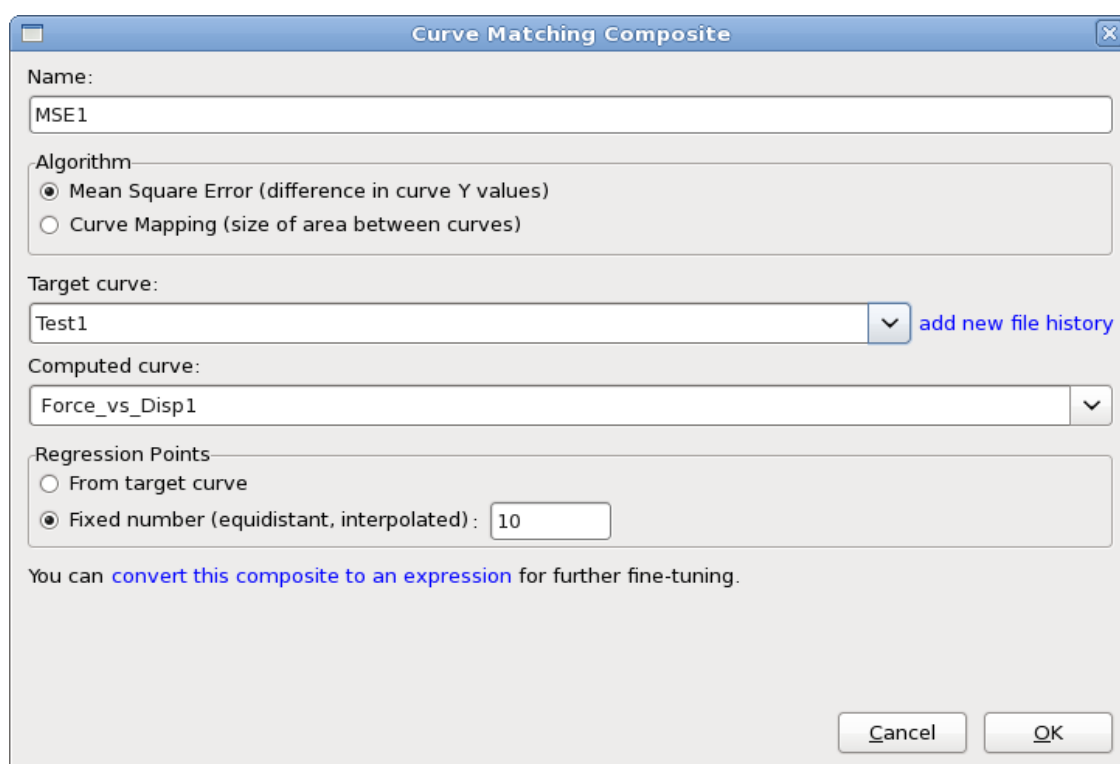 Curve Matching Composite
Name:
MSE1
Algorithm
Mean Square Error (difference in curve Y values)
Curve Mapping (size of area between curves)
Target curve:
Test1 add new file history
Computed curve:
Force_vs_Disp1
Regression Points
From target curve
Fixed number (equidistant, interpolated): 10
You can convert this composite to an expression for further fine-tuning.
Cancel OK